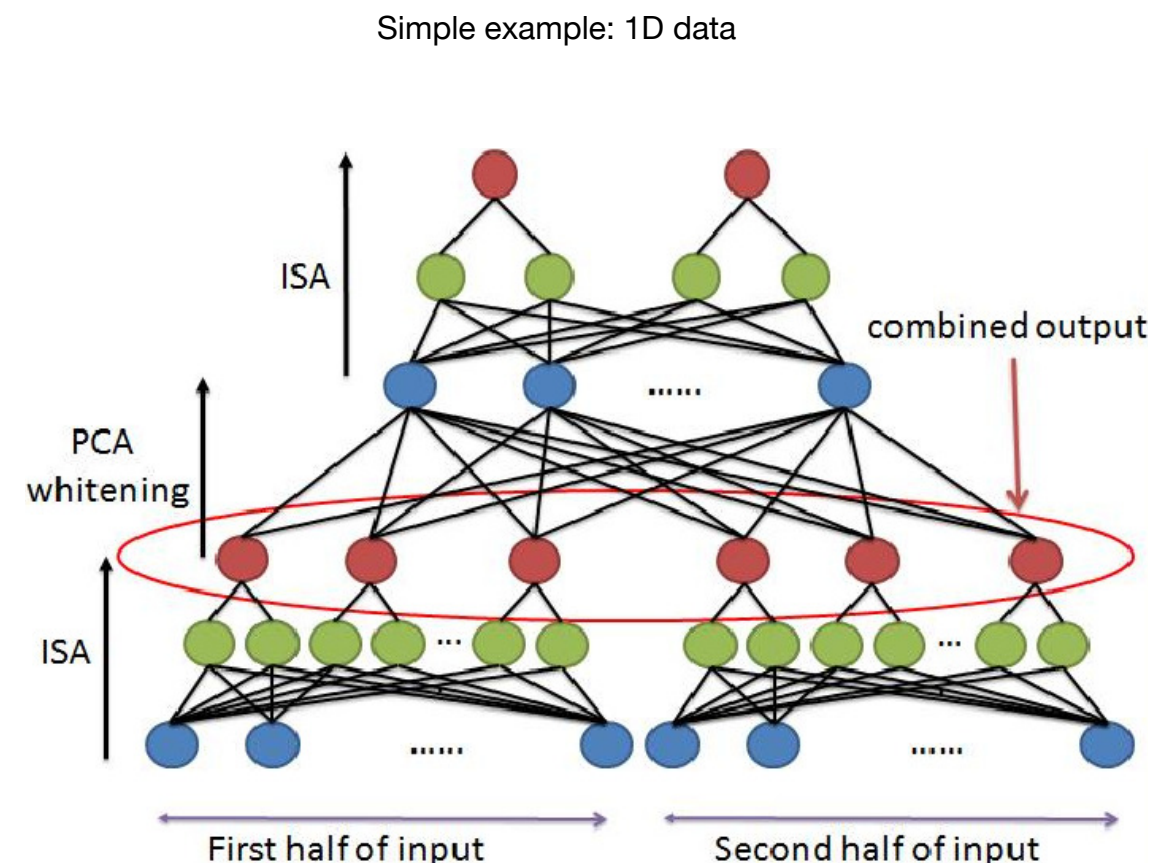 Simple example: 1D data
ISA
combined output
PCA
whitening
ISA
...
...
......
......
......
First half of input
Second half of input